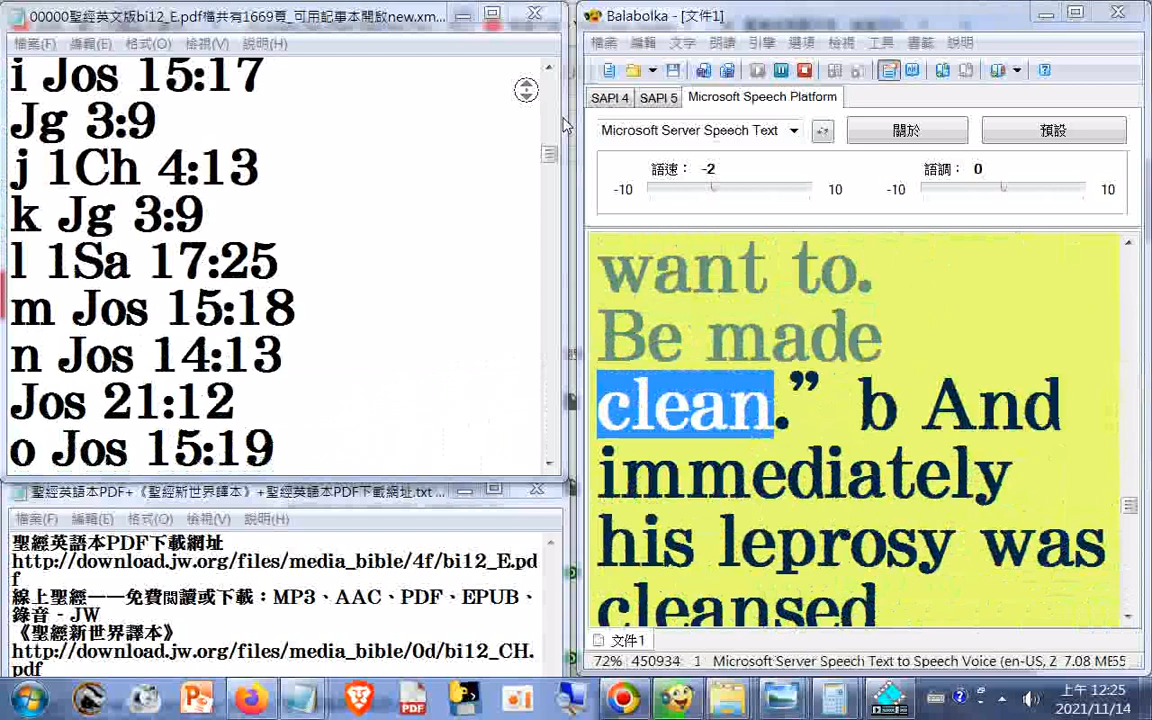 00000聖經英文版bi12_E.pdf檔共有1669頁_可用記事本開啟new.xm...
檔案(F) 編輯(E) 格式(O) 檢視(V) 說明(H)
i Jos 15:17
Jg 3:9
j 1Ch 4:13
k Jg 3:9
l 1Sa 17:25
m Jos 15:18
n Jos 14:13
Jos 21:12
o Jos 15:19
聖經英語本PDF+《聖經新世界譯本》+聖經英語本PDF下載網址.txt ...
檔案(F) 編輯(E) 格式(O) 檢視(V) 說明(H)
聖經英語本PDF下載網址
http://download.jw.org/files/media_bible/4f/bi12_E.pd
f
線上聖經──免費閱讀或下載：MP3、AAC、PDF、EPUB、
錄音 - JW
《聖經新世界譯本》
http://download.jw.org/files/media_bible/0d/bi12_CH.
pdf
Balabolka - [文件1]
檔案 編輯 文字 朗讀 引擎 選項 檢視 工具 書籤 說明
SAPI 4 SAPI 5 Microsoft Speech Platform
Microsoft Server Speech Text 關於 預設
語速： -2 語調： 0
-10 10 -10 10
want to.
Be made
clean.” b And
immediately
his leprosy was
cleansed
文件1
72% 450934 1 Microsoft Server Speech Text to Speech Voice (en-US, Z 7.08 ME55
上午 12:25
2021/11/14